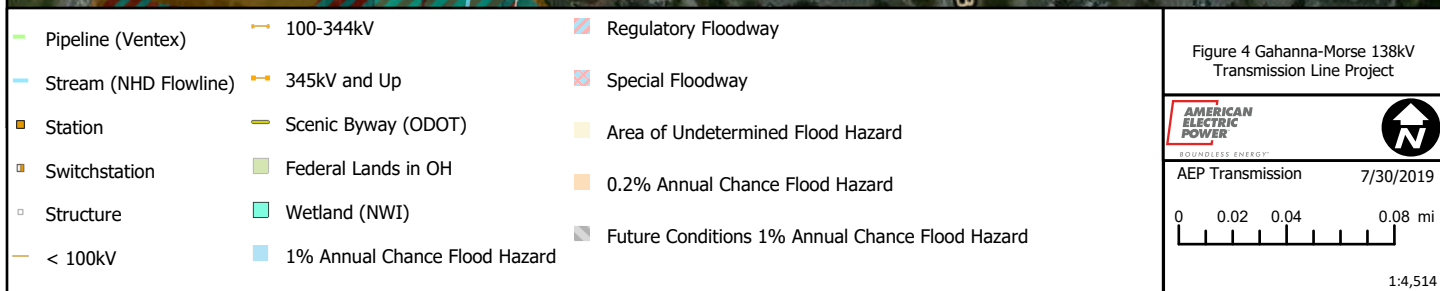 Pipeline (Ventex)
Stream (NHD Flowline)
Station
Switchstation
Structure
< 100kV
100-344kV
345kV and Up
Scenic Byway (ODOT)
Federal Lands in OH
Wetland (NWI)
1% Annual Chance Flood Hazard
Regulatory Floodway
Special Floodway
Area of Undetermined Flood Hazard
0.2% Annual Chance Flood Hazard
Future Conditions 1% Annual Chance Flood Hazard
Figure 4 Gahanna-Morse 138kV
Transmission Line Project
AMERICAN
ELECTRIC
POWER
BOUNDLESS ENERGY
N
AEP Transmission 7/30/2019
0 0.02 0.04 0.08 mi
1:4,514